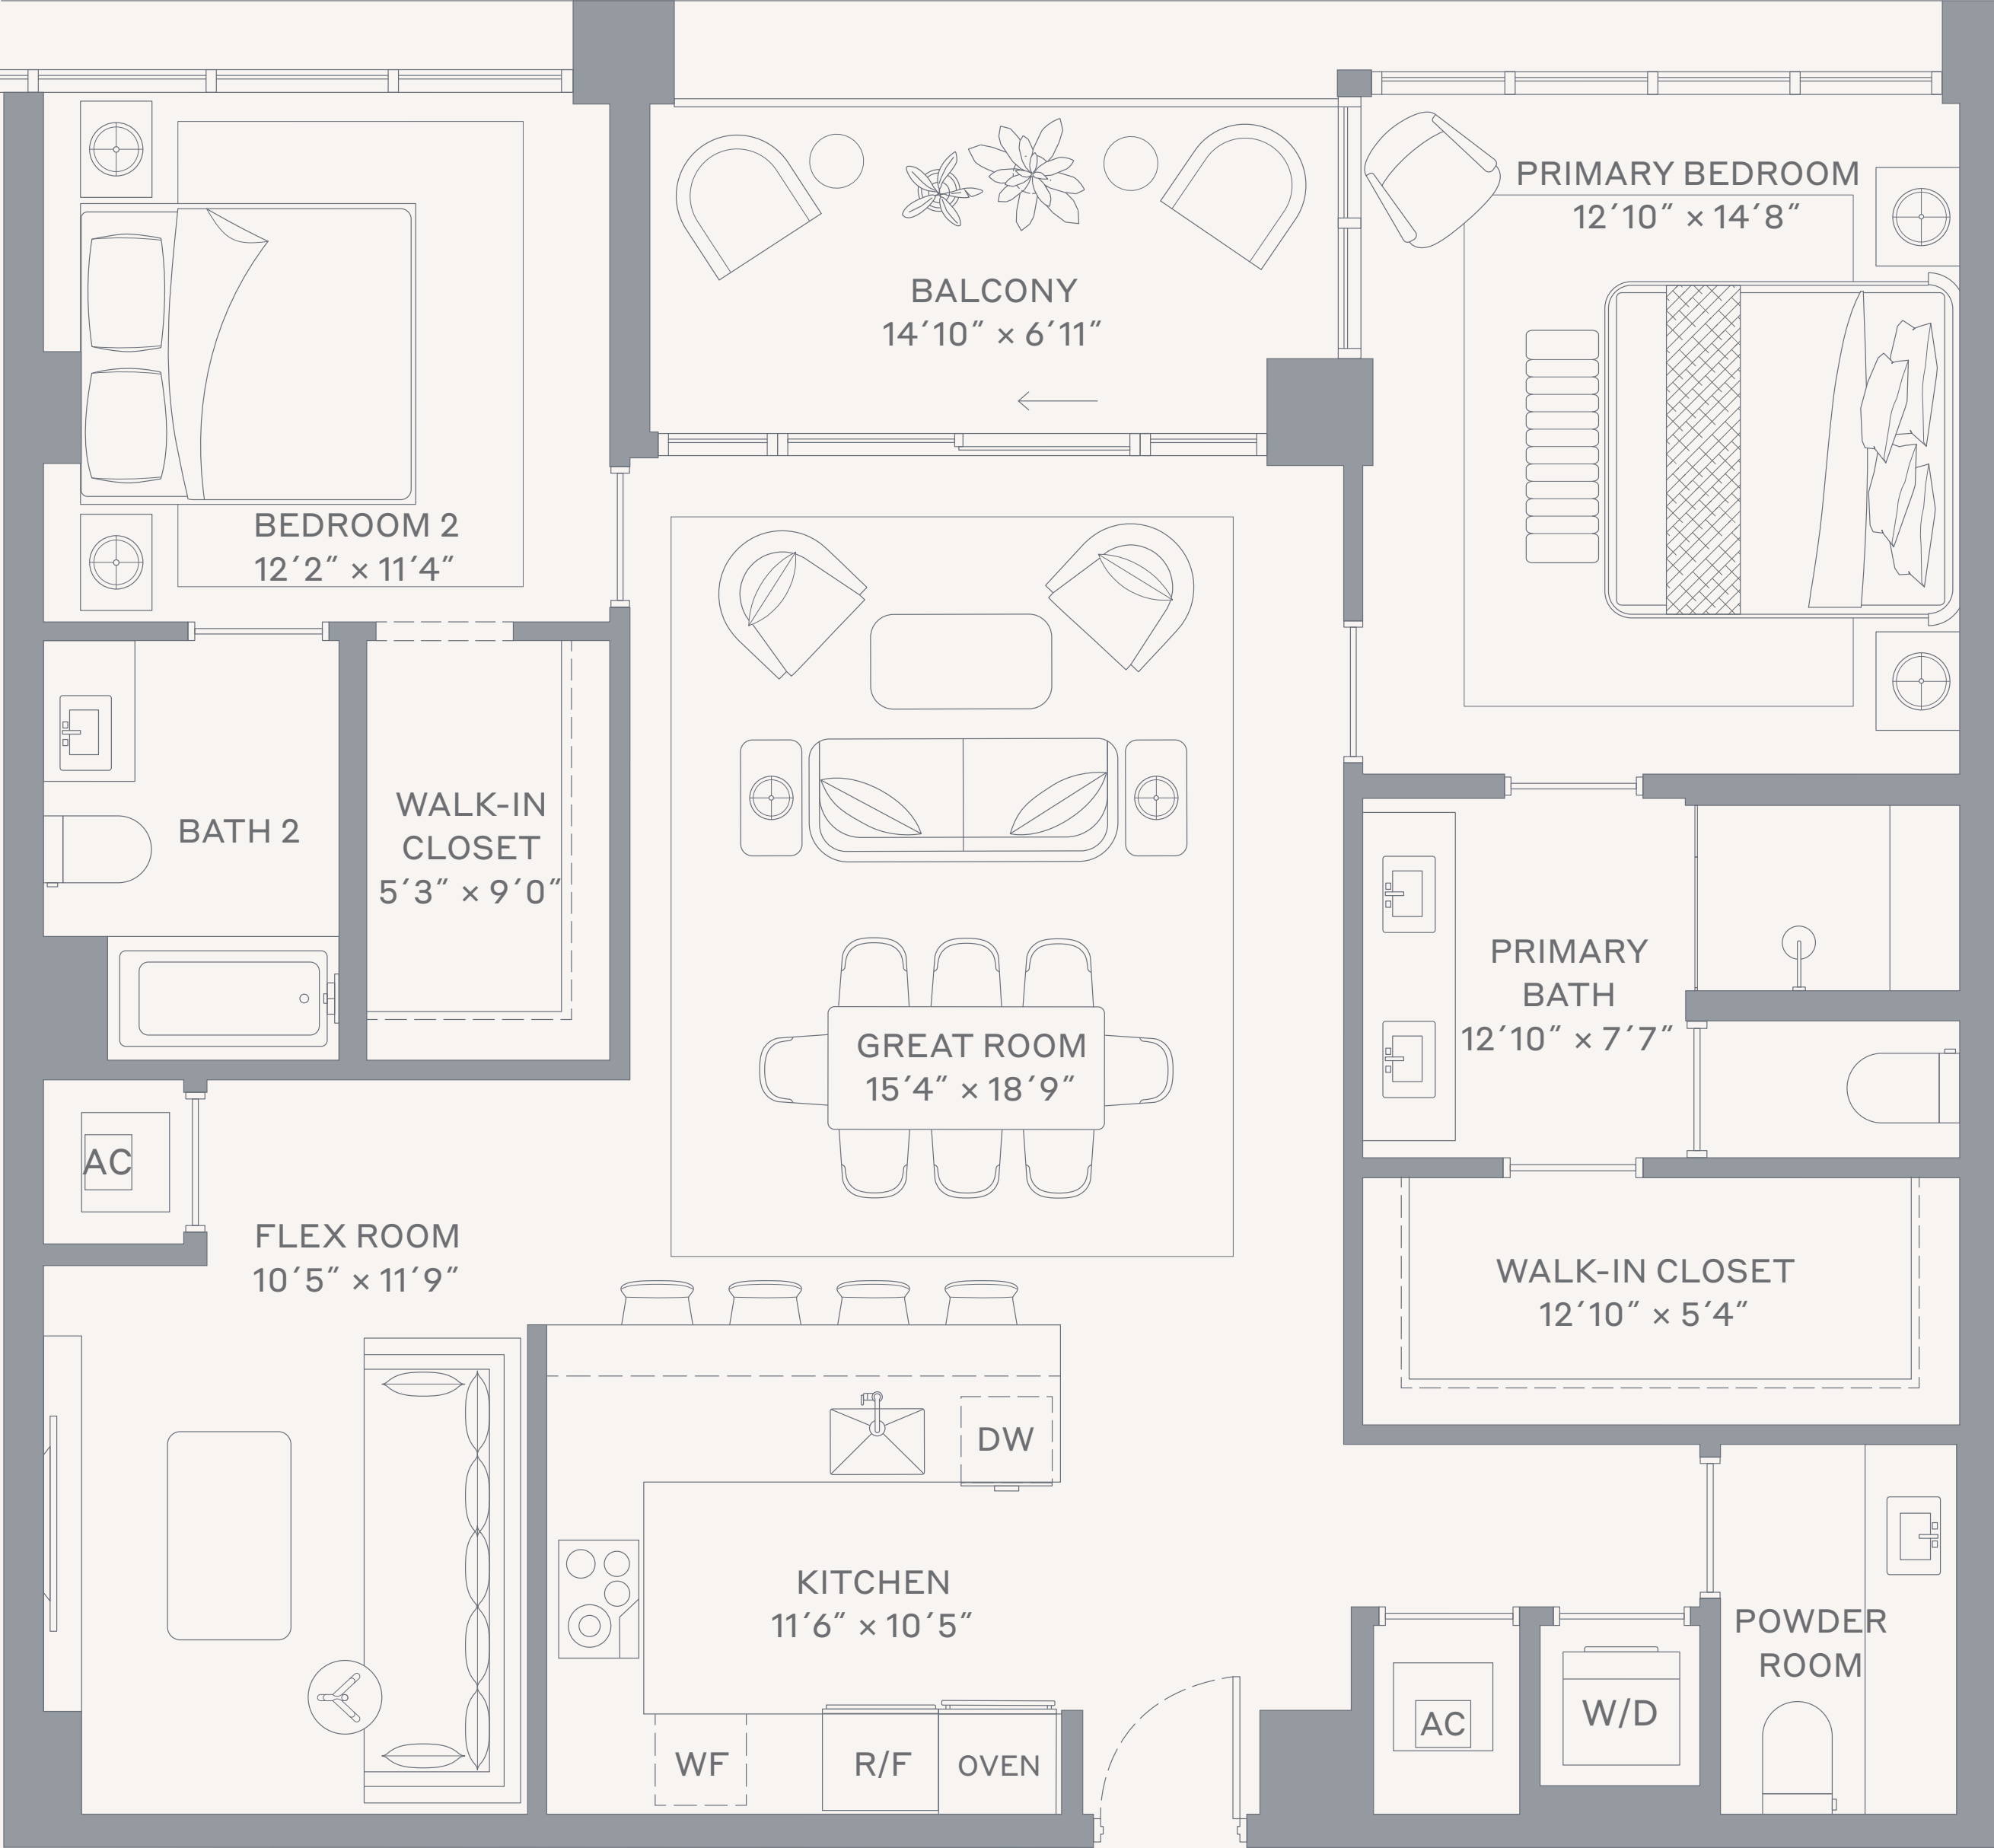 PRIMARY BEDROOM
12´10˝ × 14´8˝
BALCONY
14´10˝ × 6´11˝
BEDROOM 2
12´2˝ × 11´4˝
WALK-IN
CLOSET
5´3˝ × 9´0˝
BATH 2
PRIMARY
BATH
12´10˝ × 7´7˝
GREAT ROOM
15´4˝ × 18´9˝
AC
FLEX ROOM
10´5˝ × 11´9˝
WALK-IN CLOSET
12´10˝ × 5´4˝
DW
KITCHEN
11´6˝ × 10´5˝
POWDER
ROOM
AC
W/D
WF
R/F
OVEN